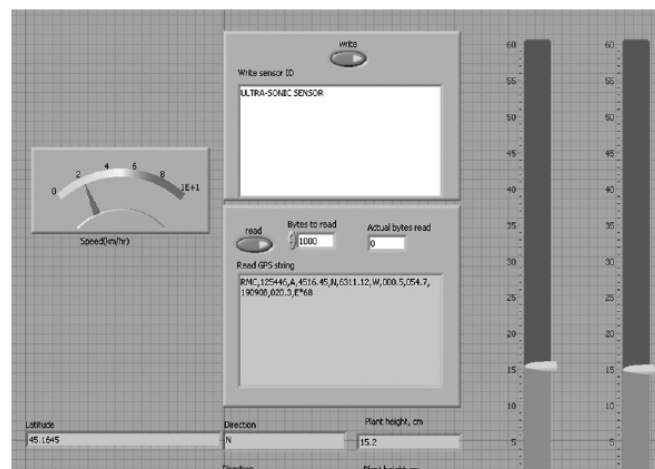 write
Write sensor ID
ULTRA-SONIC SENSOR
0 2 4 6 8 1E+1
Speed(km/hr)
read
Bytes to read
1000
Actual bytes read
0
Read GPS string
RMC,125446,A,4516.45,N,6311.12,W,000.5,054.7,
190908,020.3,E*68
60
55
50
45
40
35
30
25
20
15
10
5
60
55
50
45
40
35
30
25
20
15
10
5
Latitude
45.1645
Direction
N
Plant height, cm
15.2
Direction
Plant height, cm